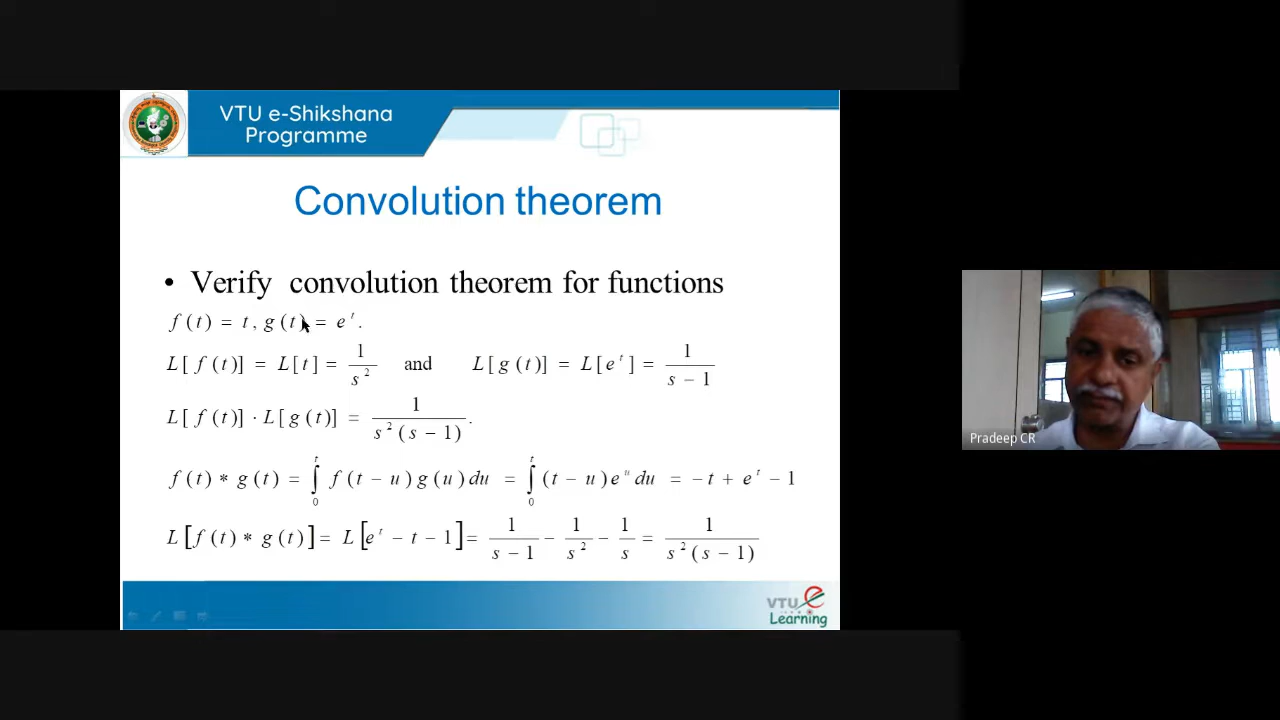 VTU e-Shikshana
Programme
Convolution theorem
• Verify convolution theorem for functions
f(t) = t, g(t) = e^t.
L[f(t)] = L[t] = 1/s^2 and L[g(t)] = L[e^t] = 1/(s − 1)
L[f(t)] · L[g(t)] = 1/(s^2(s − 1)).
f(t) * g(t) = ∫_0^t f(t − u)g(u)du = ∫_0^t (t − u)e^u du = −t + e^t − 1
L[f(t) * g(t)] = L[e^t − t − 1] = 1/(s − 1) − 1/s^2 − 1/s = 1/(s^2(s − 1))
Pradeep CR
VTU e
Learning